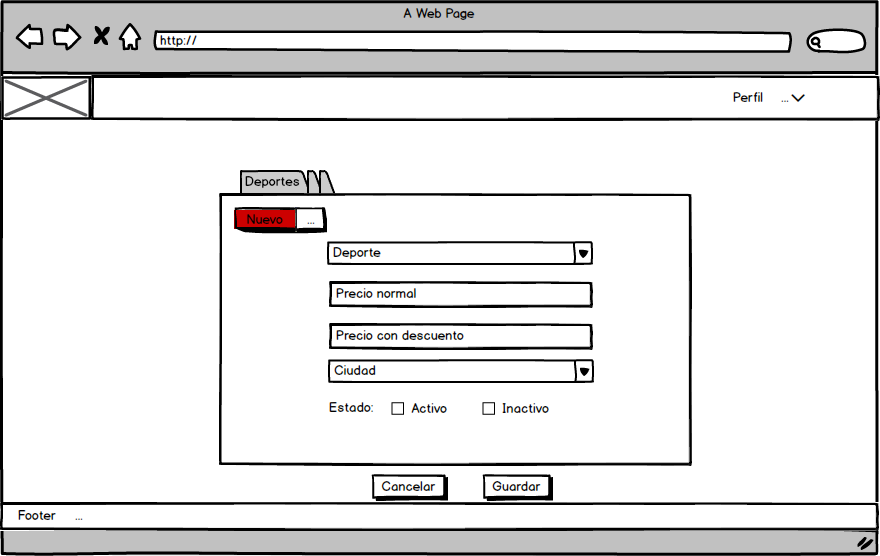 A Web Page
http://
Perfil ...
Deportes
Nuevo ...
Deporte
Precio normal
Precio con descuento
Ciudad
Estado: Activo Inactivo
Cancelar Guardar
Footer ...